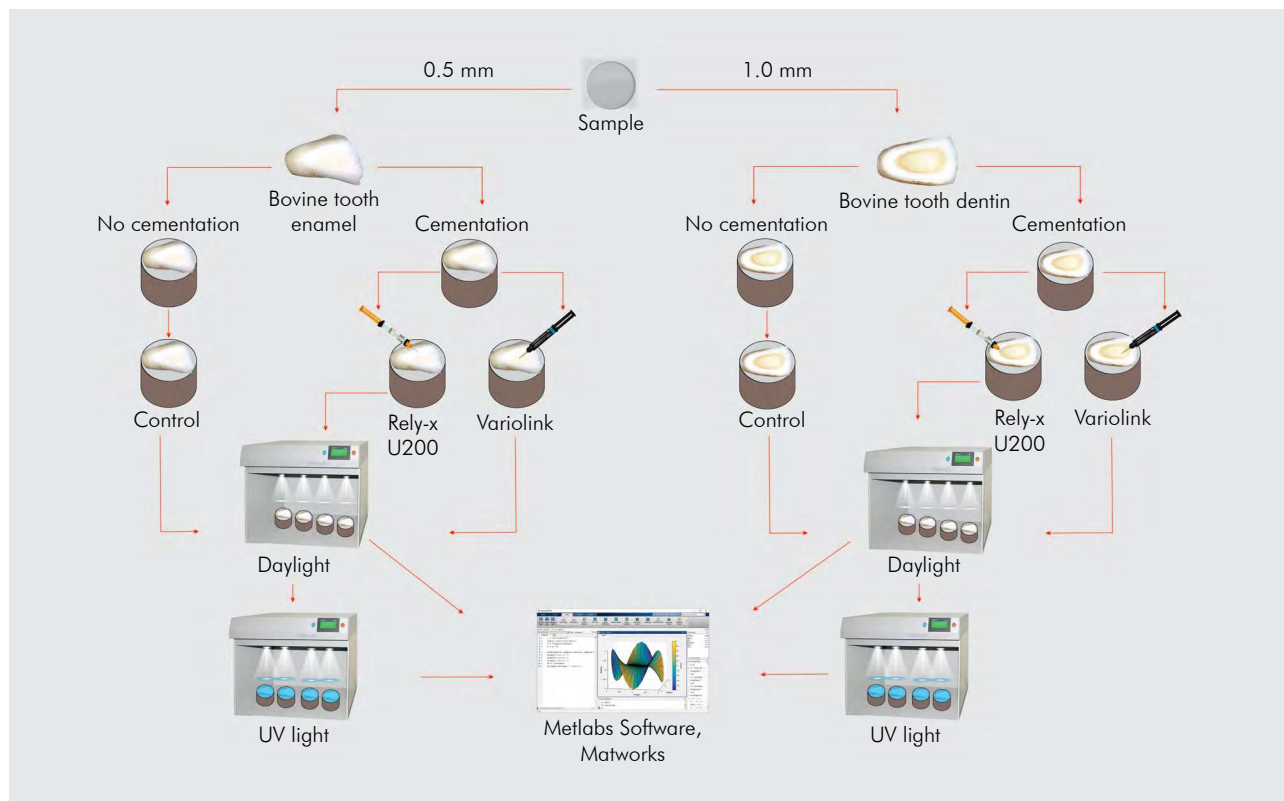 0.5 mm
1.0 mm
Sample
Bovine tooth
enamel
Bovine tooth dentin
No cementation
Cementation
No cementation
Cementation
Control
Rely-x
U200
Variolink
Control
Rely-x
U200
Variolink
Daylight
Daylight
UV light
Metlabs Software,
Matworks
UV light